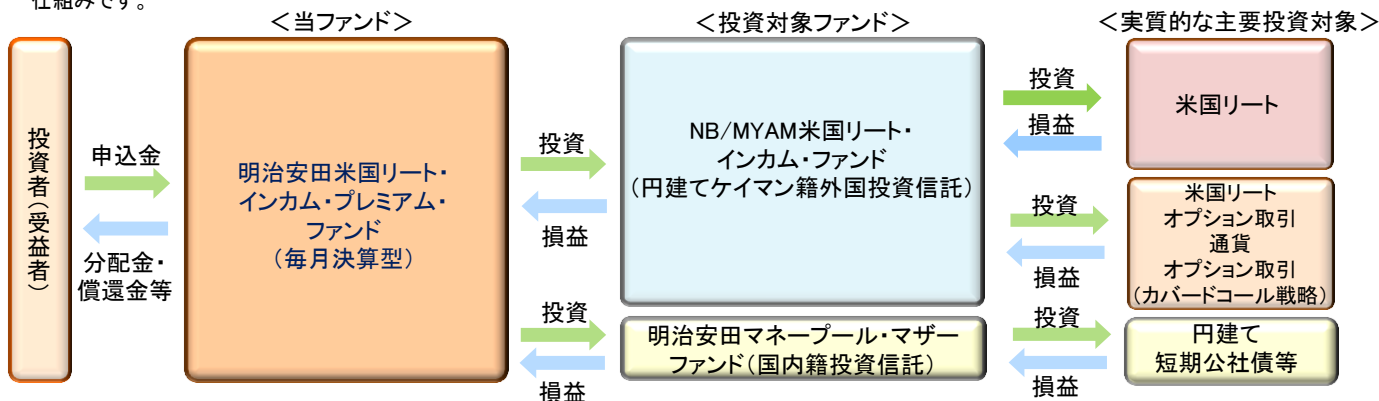 仕組みです。
＜当ファンド＞
＜投資対象ファンド＞
＜実質的な主要投資対象＞
投資者（受益者）
申込金
分配金・
償還金等
明治安田米国リート・
インカム・プレミアム・
ファンド
（毎月決算型）
投資
損益
投資
損益
NB/MYAM米国リート・
インカム・ファンド
（円建てケイマン籍外国投資信託）
明治安田マネープール・マザー
ファンド（国内籍投資信託）
投資
損益
投資
損益
投資
損益
米国リート
米国リート
オプション取引
通貨
オプション取引
（カバードコール戦略）
円建て
短期公社債等